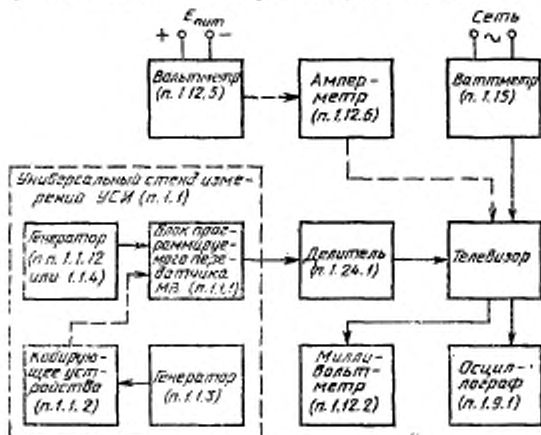 Eпит
+ −
Сеть
~
Вольтметр
(п. 1.12.5)
Ампер-
метр
(п. 1.12.6)
Ваттметр
(п. 1.15)
Универсальный стенд изме-
рений УСИ (п. 1.1)
Генератор
(п.п. 1.1.12
или 1.1.4)
Блок прог-
раммируе-
мого пере-
датчика
МВ (п. 1.1.1)
Делитель
(п. 1.24.1)
Телевизор
Кодирую-
щее уст-
ройство
(п. 1.1.2)
Генератор
(п. 1.1.3)
Милли-
вольт-
метр
(п. 1.12.2)
Осцил-
лограф
(п. 1.9.1)